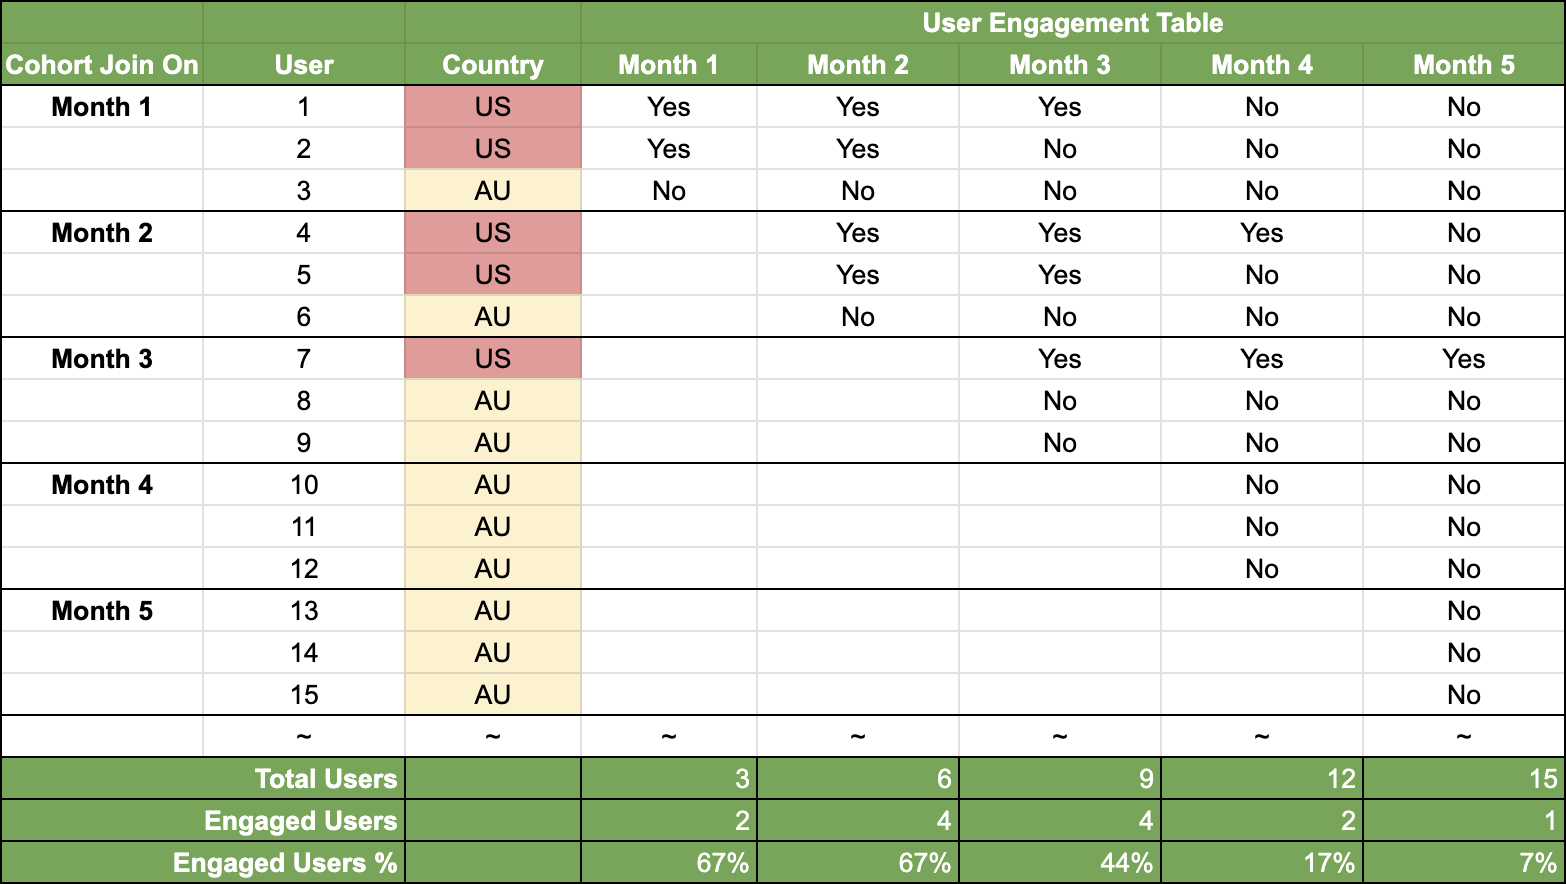 User Engagement Table
Cohort Join On User Country Month 1 Month 2 Month 3 Month 4 Month 5
Month 1 1 US Yes Yes Yes No No
2 US Yes Yes No No No
3 AU No No No No No
Month 2 4 US Yes Yes Yes No
5 US Yes Yes No No
6 AU No No No No
Month 3 7 US Yes Yes Yes
8 AU No No No
9 AU No No No
Month 4 10 AU No No
11 AU No No
12 AU No No
Month 5 13 AU No
14 AU No
15 AU No
~ ~ ~ ~ ~ ~ ~
Total Users 3 6 9 12 15
Engaged Users 2 4 4 2 1
Engaged Users % 67% 67% 44% 17% 7%